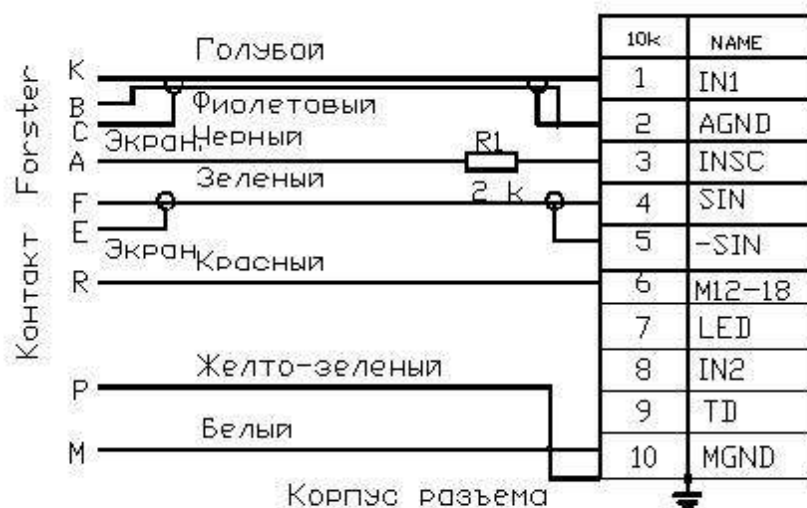 Контакт Forster
10к NAME
K Голубой 1 IN1
B
C Фиолетовый 2 AGND
Экран. Черный R1
A 3 INSC
Зеленый 2 k
F 4 SIN
E 5 -SIN
Экран Красный
R 6 M12-18
7 LED
Желто-зеленый 8 IN2
P
9 TD
Белый
M 10 MGND
Корпус разъема